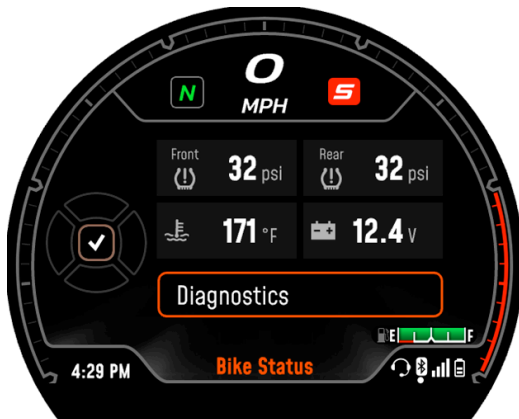 0
N
S
MPH
Front
32 psi
Rear
32 psi
171 °F
12.4 V
Diagnostics
E F
4:29 PM
Bike Status